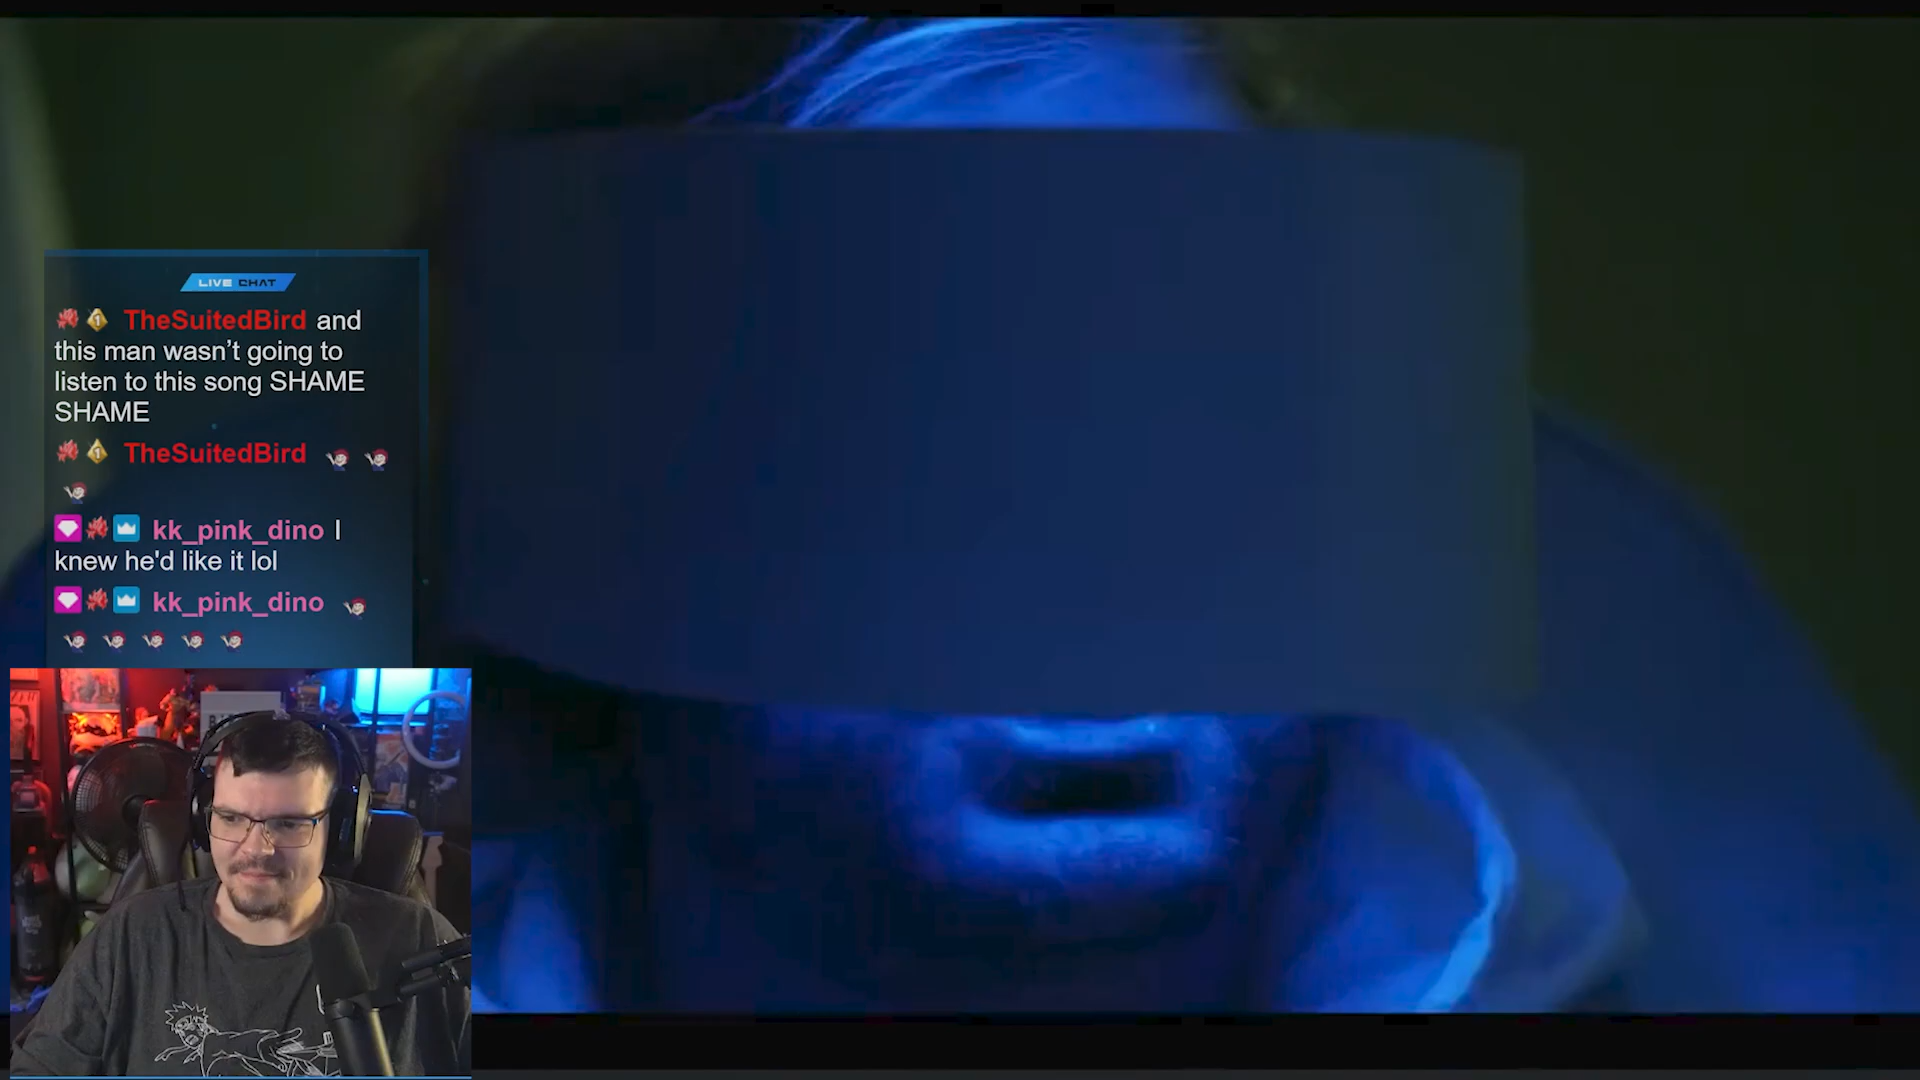 LIVE CHAT
TheSuitedBird and
this man wasn’t going to
listen to this song SHAME
SHAME
TheSuitedBird
kk_pink_dino I
knew he'd like it lol
kk_pink_dino